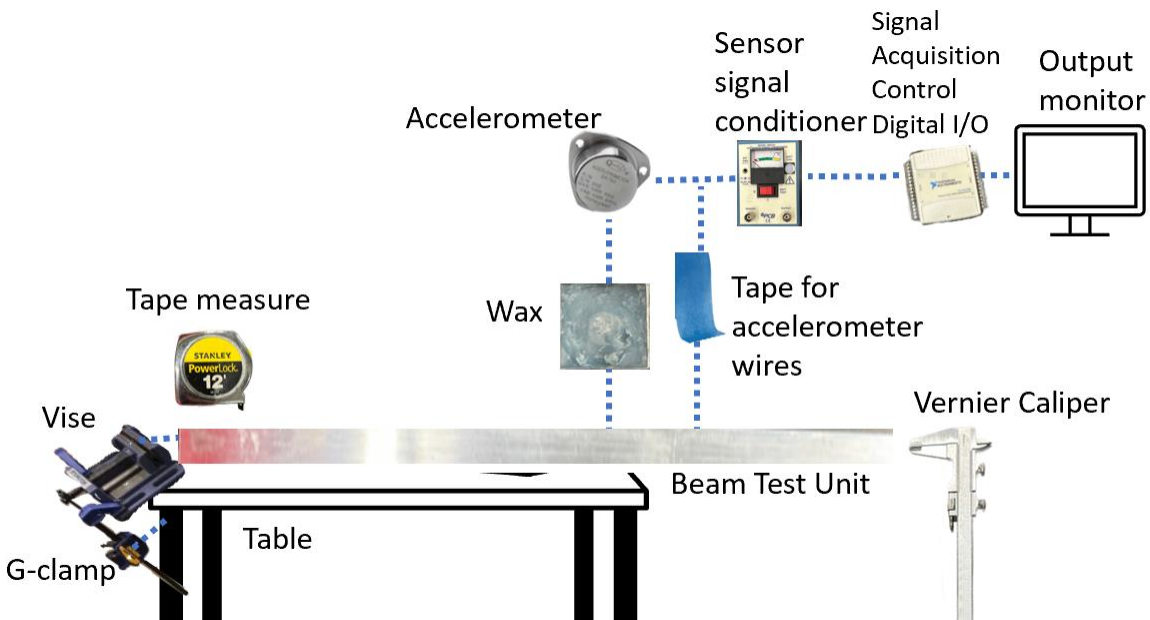 Signal
Acquisition
Control
Digital I/O
Sensor
signal
conditioner
Output
monitor
Accelerometer
Tape measure
Wax
Tape for
accelerometer
wires
STANLEY
PowerLock
12'
Vise
Vernier Caliper
Beam Test Unit
Table
G-clamp